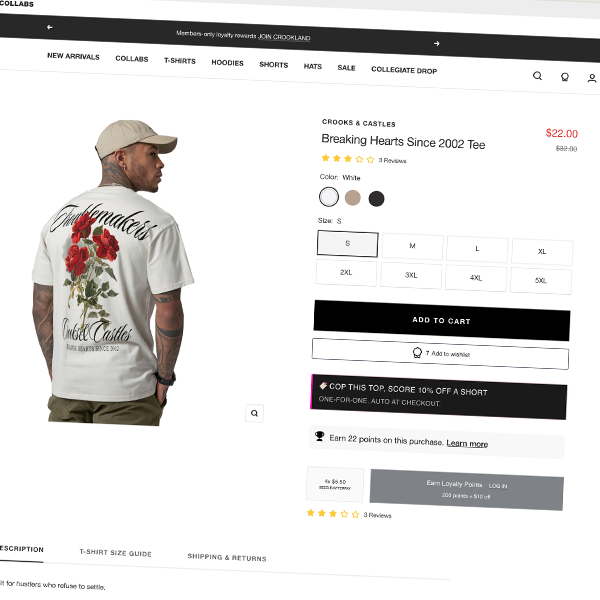 COLLABS
Members-only loyalty rewards JOIN CROOKLAND
NEW ARRIVALS COLLABS T-SHIRTS HOODIES SHORTS HATS SALE COLLEGIATE DROP
CROOKS & CASTLES
Breaking Hearts Since 2002 Tee
$22.00
$32.00
3 Reviews
Color: White
Size: S
S M L XL
2XL 3XL 4XL 5XL
ADD TO CART
7 Add to wishlist
COP THIS TOP. SCORE 10% OFF A SHORT
ONE-FOR-ONE. AUTO AT CHECKOUT.
Earn 22 points on this purchase. Learn more
4x $5.50
Earn Loyalty Points LOG IN
200 points = $10 off
3 Reviews
Troublemakers
Crooks & Castles
HEARTS SINCE 2002
ESCRIPTION T-SHIRT SIZE GUIDE SHIPPING & RETURNS
it for hustlers who refuse to settle.